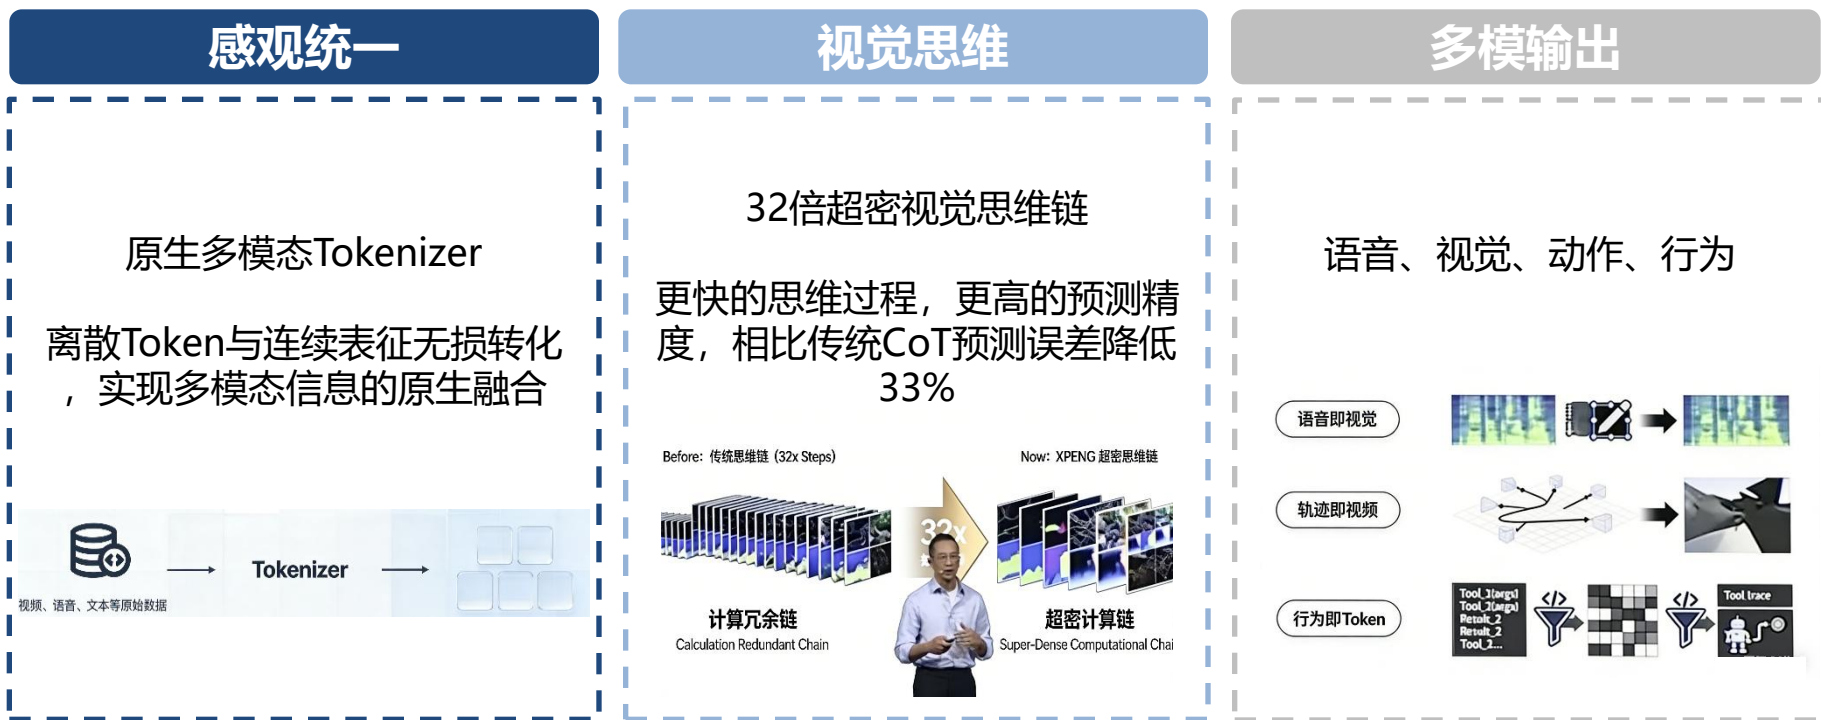 感观统一
原生多模态Tokenizer
离散Token与连续表征无损转化
，实现多模态信息的原生融合
视频、语音、文本等原始数据
Tokenizer
视觉思维
32倍超密视觉思维链
更快的思维过程，更高的预测精
度，相比传统CoT预测误差降低
33%
Before: 传统思维链 (32x Steps)
Now: XPENG 超密思维链
32x
计算冗余链
Calculation Redundant Chain
超密计算链
Super-Dense Computational Chai
多模输出
语音、视觉、动作、行为
语音即视觉
轨迹即视频
行为即Token
Tool_1(args)
Tool_2(args)
Result_2
Result_2
Tool_2...
Tool trace